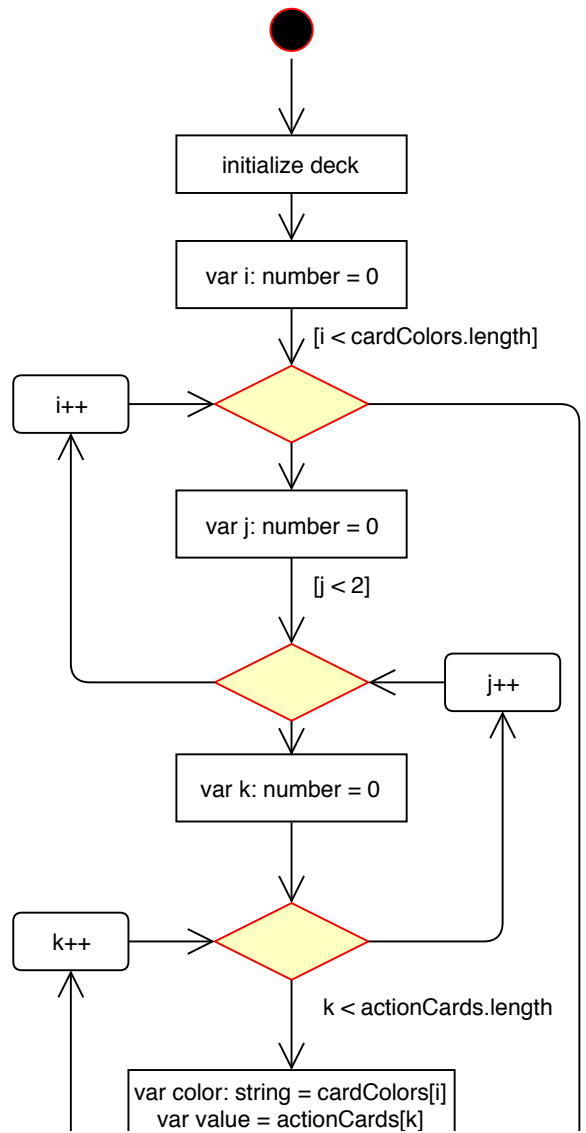 initialize deck
var i: number = 0
[i < cardColors.length]
i++
var j: number = 0
[j < 2]
j++
var k: number = 0
k++
k < actionCards.length
var color: string = cardColors[i]
var value = actionCards[k]